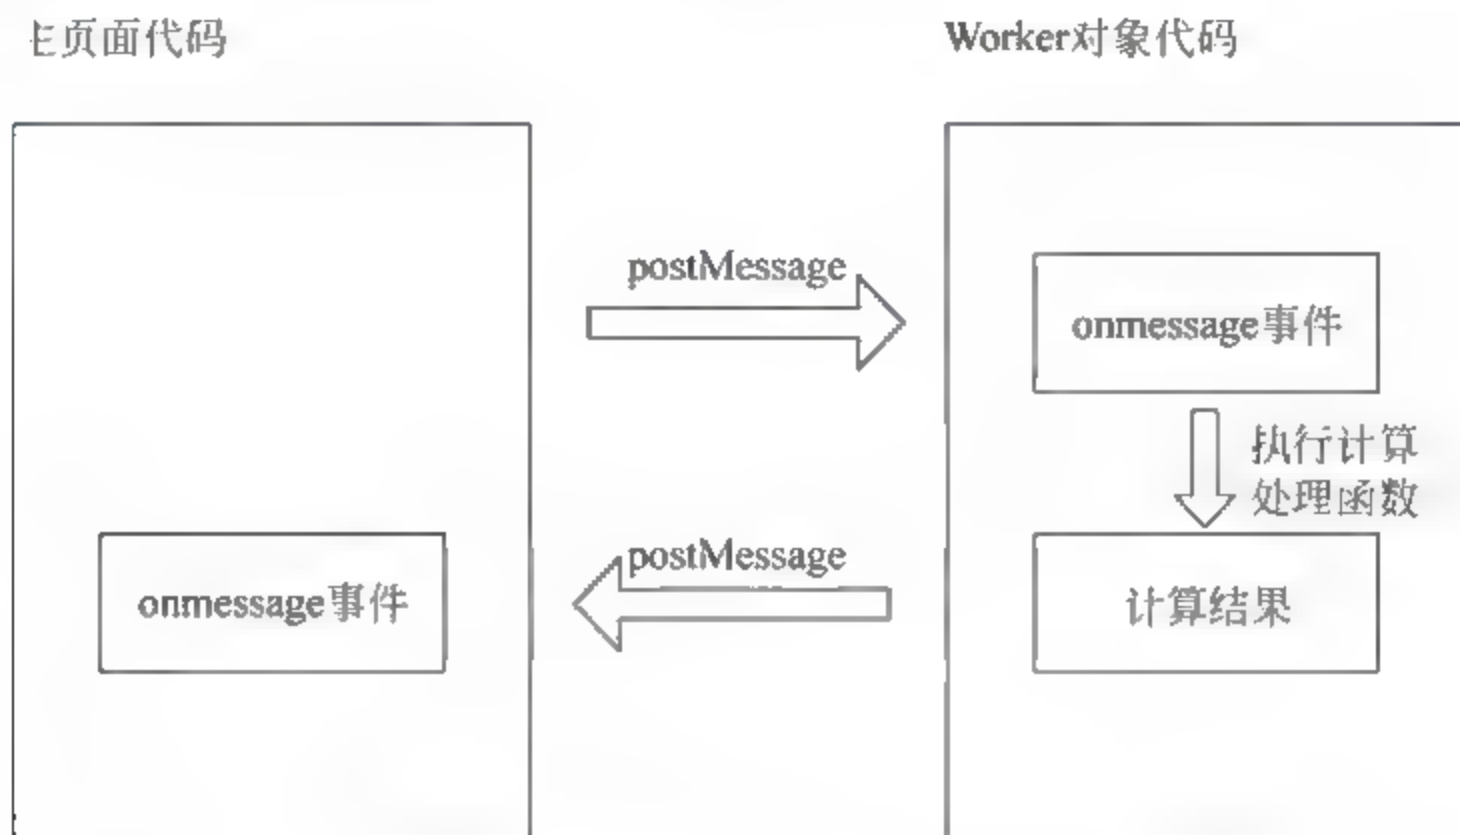 主页面代码
Worker对象代码
postMessage
onmessage事件
执行计算
处理函数
postMessage
onmessage事件
计算结果